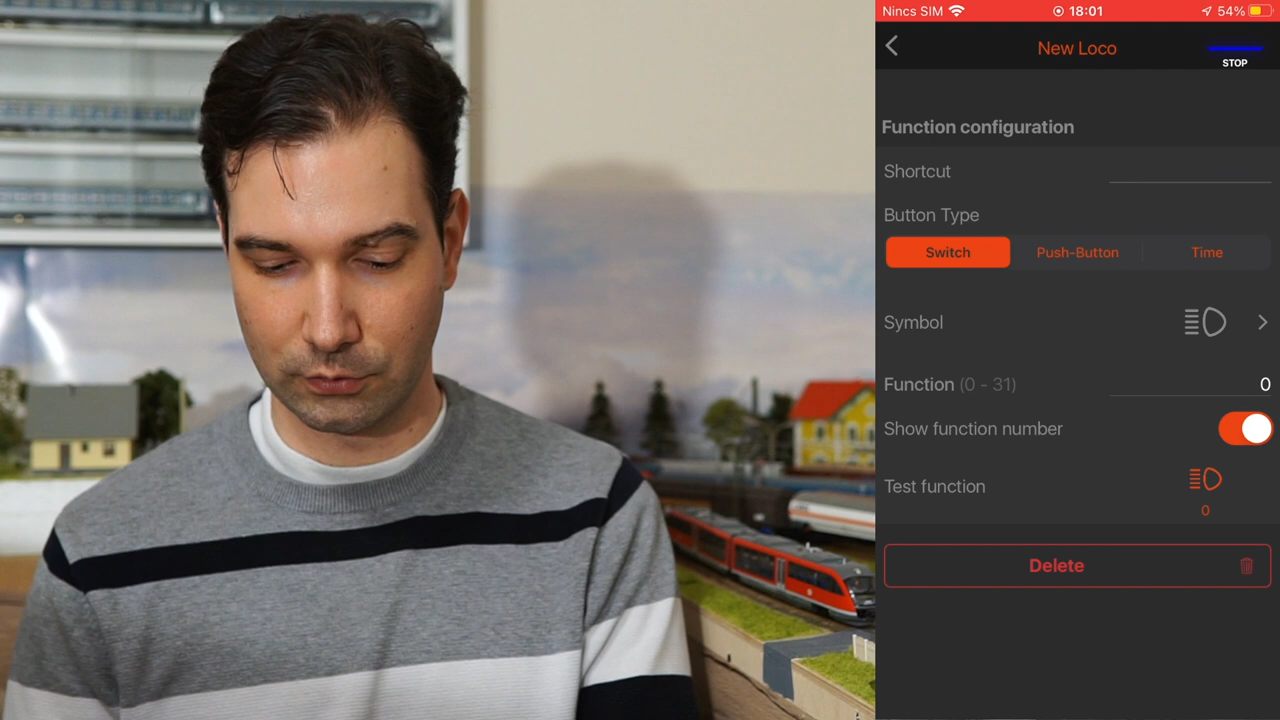 Nincs SIM 18:01 54%
New Loco
STOP
Function configuration
Shortcut
Button Type
Switch Push-Button Time
Symbol
Function (0 - 31) 0
Show function number
Test function
0
Delete